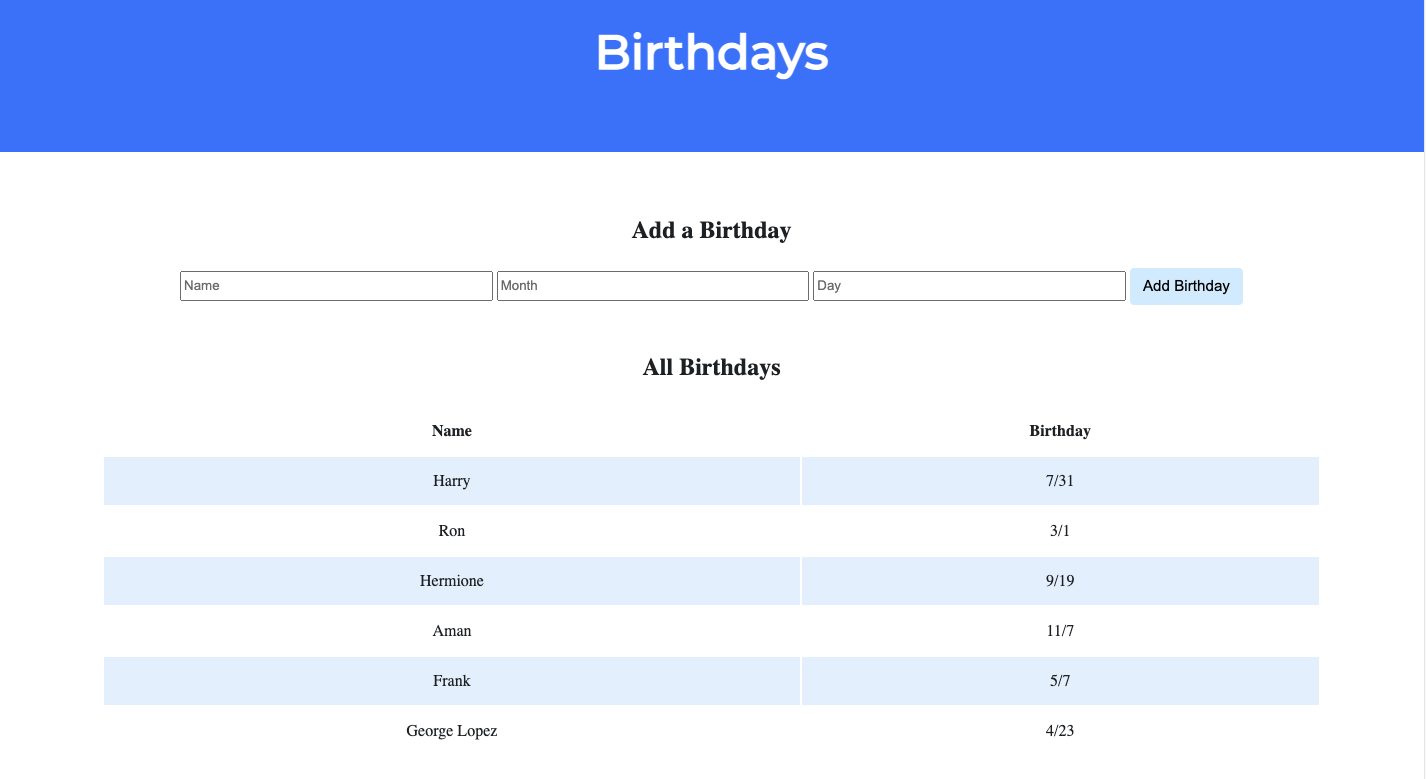 Birthdays
Add a Birthday
Name Month Day Add Birthday
All Birthdays
Name Birthday
Harry 7/31
Ron 3/1
Hermione 9/19
Aman 11/7
Frank 5/7
George Lopez 4/23